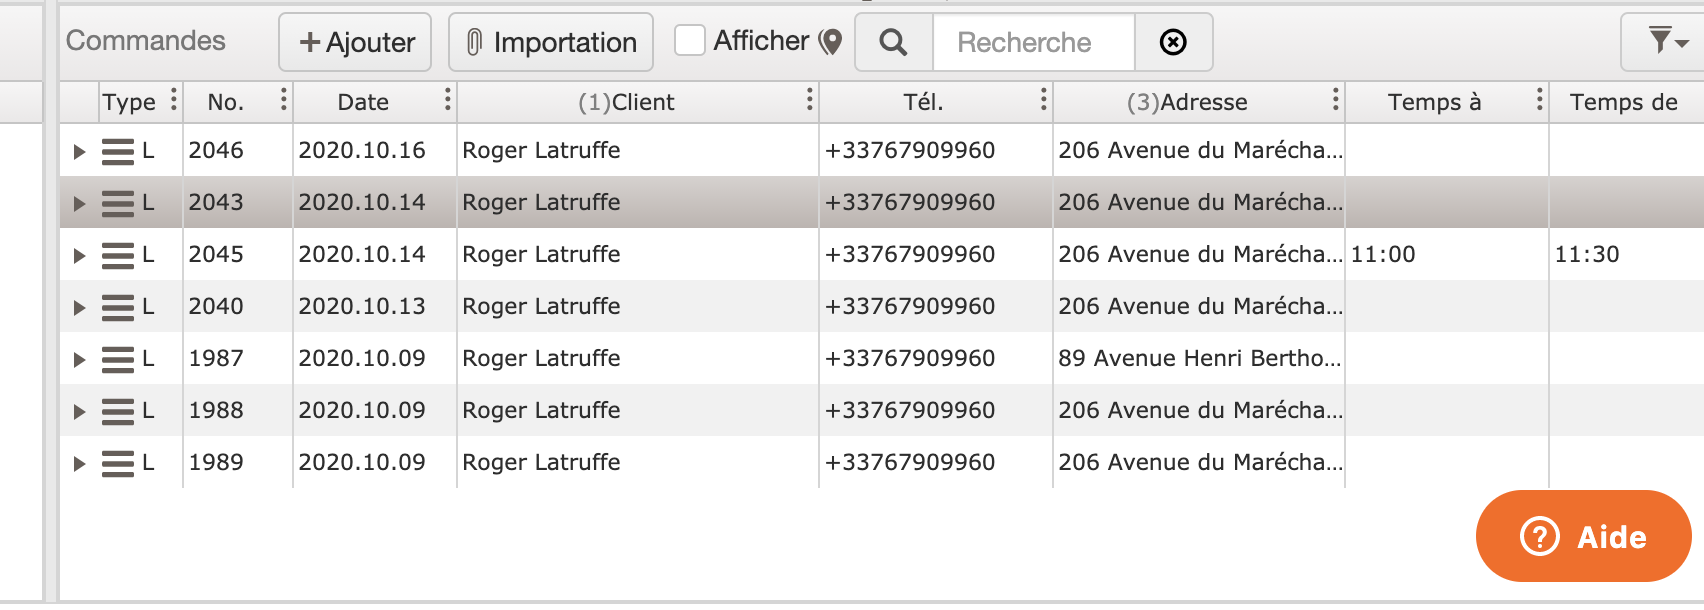 Commandes +Ajouter Importation Afficher Recherche
Type No. Date (1)Client Tél. (3)Adresse Temps à Temps de
L 2046 2020.10.16 Roger Latruffe +33767909960 206 Avenue du Marécha...
L 2043 2020.10.14 Roger Latruffe +33767909960 206 Avenue du Marécha...
L 2045 2020.10.14 Roger Latruffe +33767909960 206 Avenue du Marécha... 11:00 11:30
L 2040 2020.10.13 Roger Latruffe +33767909960 206 Avenue du Marécha...
L 1987 2020.10.09 Roger Latruffe +33767909960 89 Avenue Henri Bertho...
L 1988 2020.10.09 Roger Latruffe +33767909960 206 Avenue du Marécha...
L 1989 2020.10.09 Roger Latruffe +33767909960 206 Avenue du Marécha...
? Aide